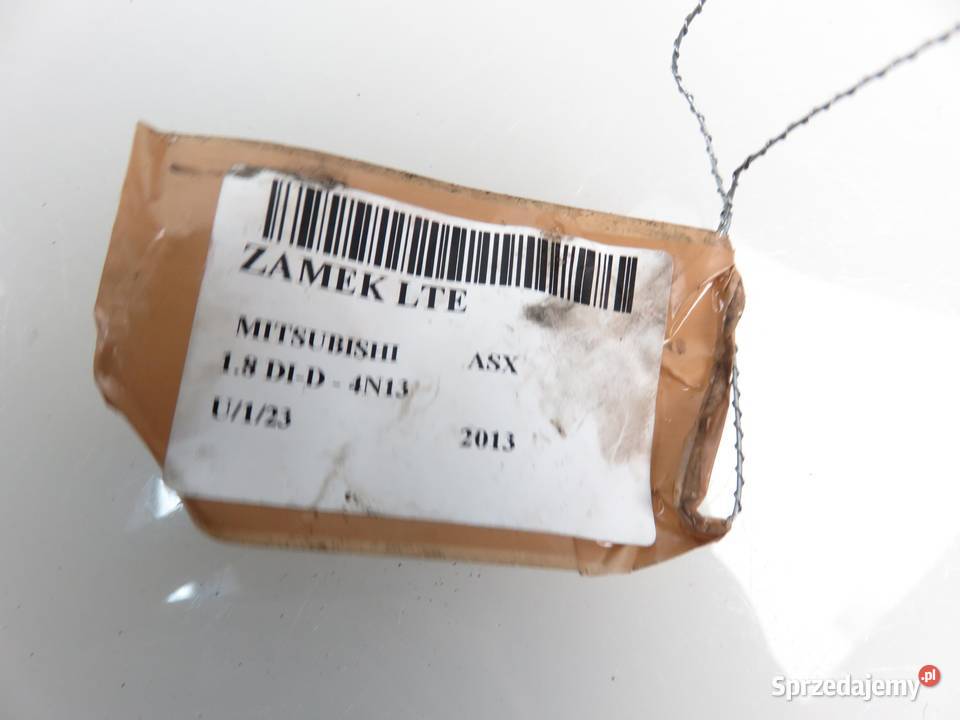 ZAMEK LTE
MITSUBISHI ASX
1.8 DI-D - 4N13
U/1/23 2013
Sprzedajemy.pl